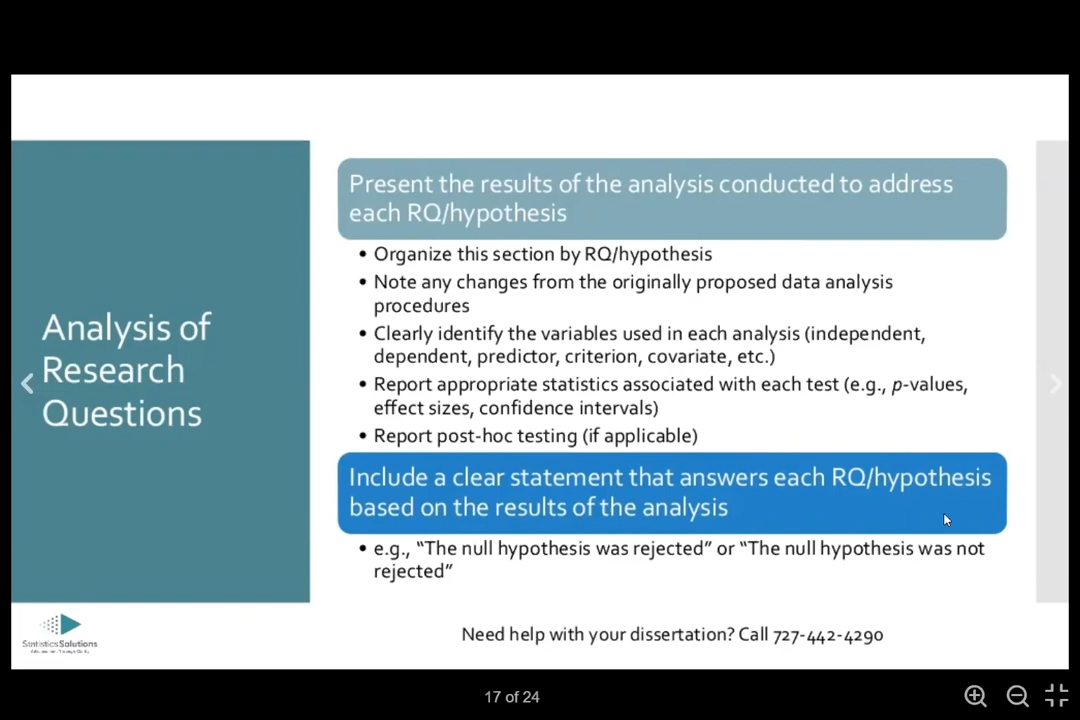 Present the results of the analysis conducted to address
each RQ/hypothesis
• Organize this section by RQ/hypothesis
• Note any changes from the originally proposed data analysis
procedures
• Clearly identify the variables used in each analysis (independent,
dependent, predictor, criterion, covariate, etc.)
• Report appropriate statistics associated with each test (e.g., p-values,
effect sizes, confidence intervals)
• Report post-hoc testing (if applicable)
Analysis of
Research
Questions
Include a clear statement that answers each RQ/hypothesis
based on the results of the analysis
• e.g., “The null hypothesis was rejected” or “The null hypothesis was not
rejected”
StatisticsSolutions
Advancement Through Clarity
Need help with your dissertation? Call 727-442-4290
17 of 24